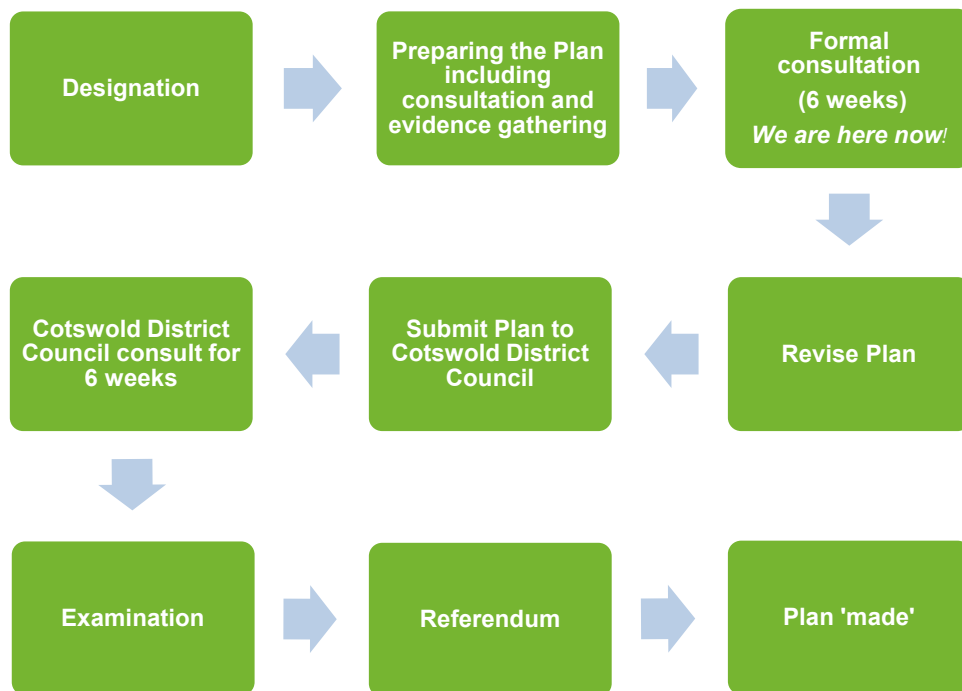 Designation
Preparing the Plan
including
consultation and
evidence gathering
Formal
consultation
(6 weeks)
We are here now!
Revise Plan
Submit Plan to
Cotswold District
Council
Cotswold District
Council consult for
6 weeks
Examination
Referendum
Plan 'made'